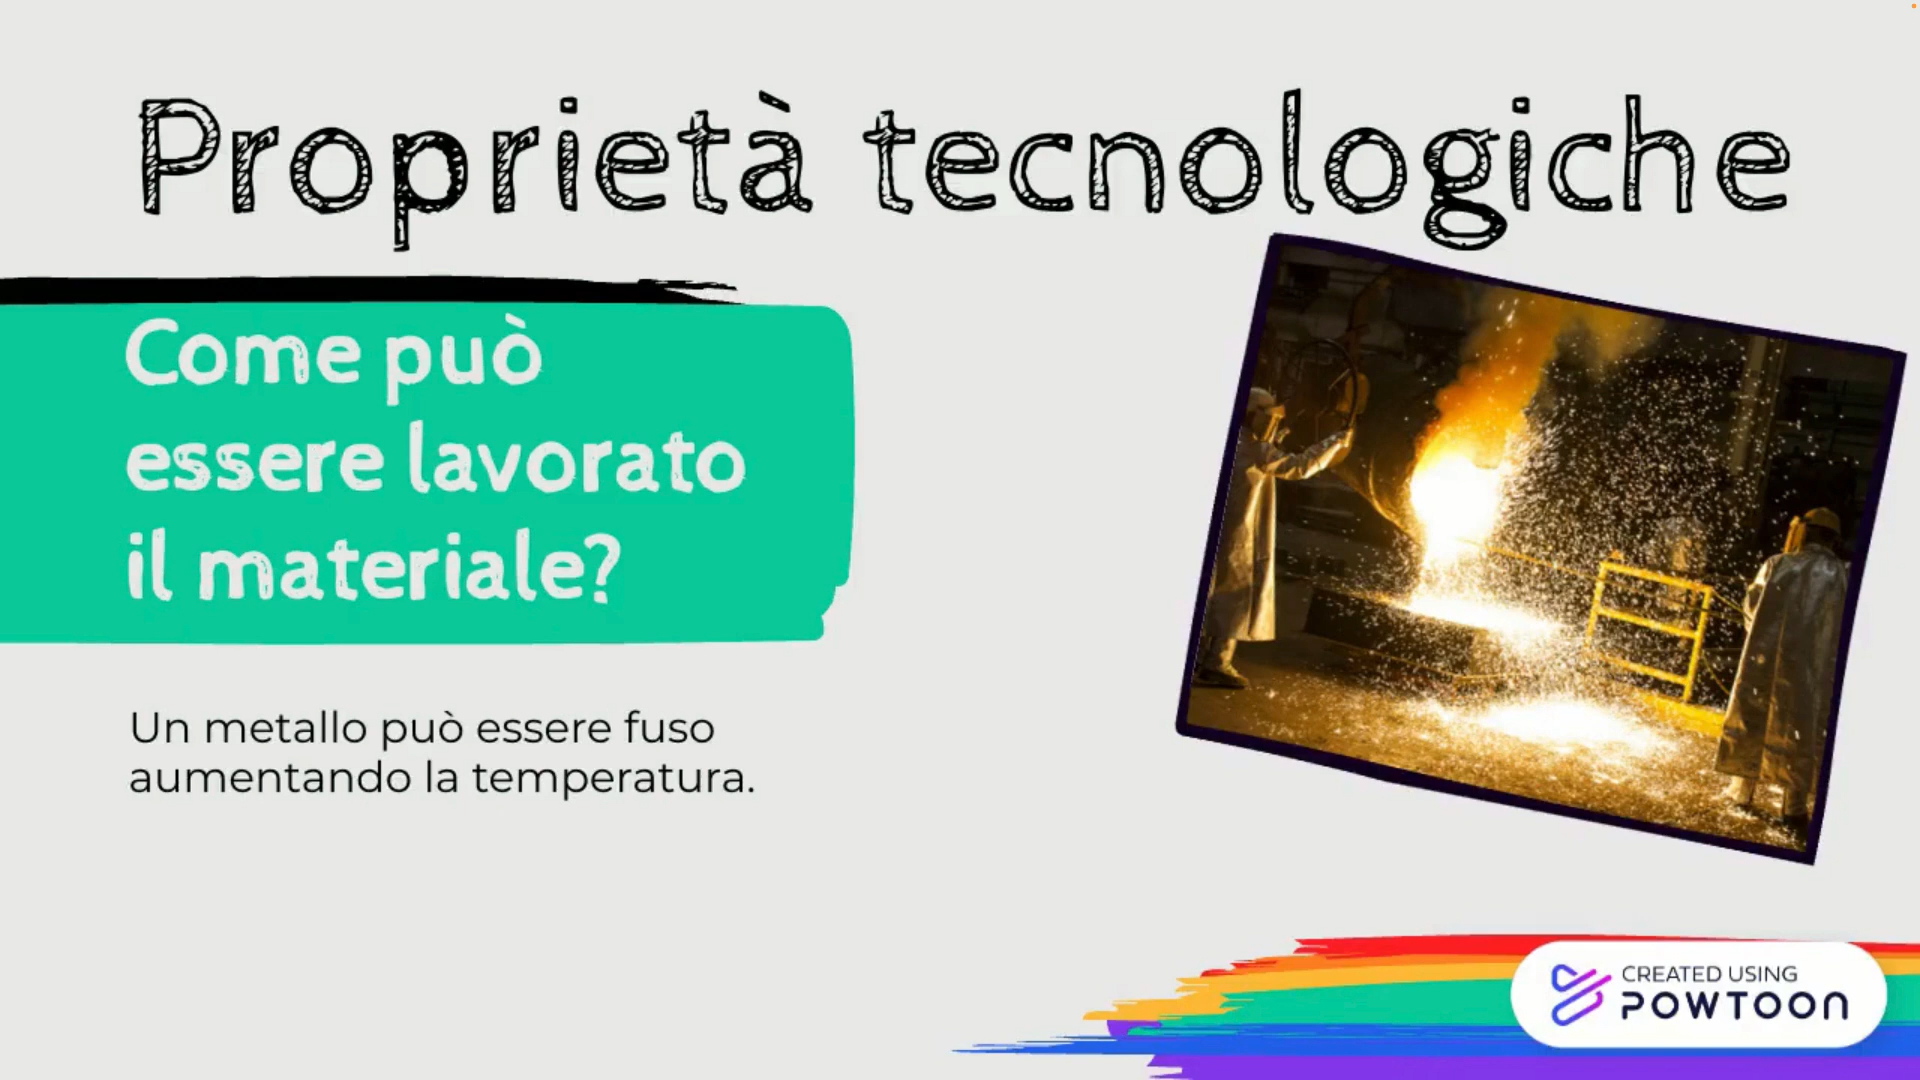 Proprietà tecnologiche
Come può
essere lavorato
il materiale?
Un metallo può essere fuso
aumentando la temperatura.
CREATED USING
POWTOON